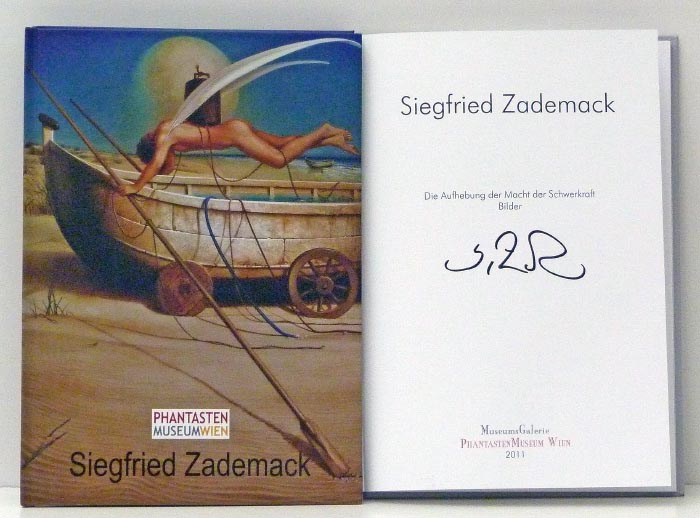 PHANTASTEN
MUSEUMWIEN
Siegfried Zademack
Siegfried Zademack
Die Aufhebung der Macht der Schwerkraft
Bilder
MuseumsGalerie
PhantastenMuseum Wien
2011